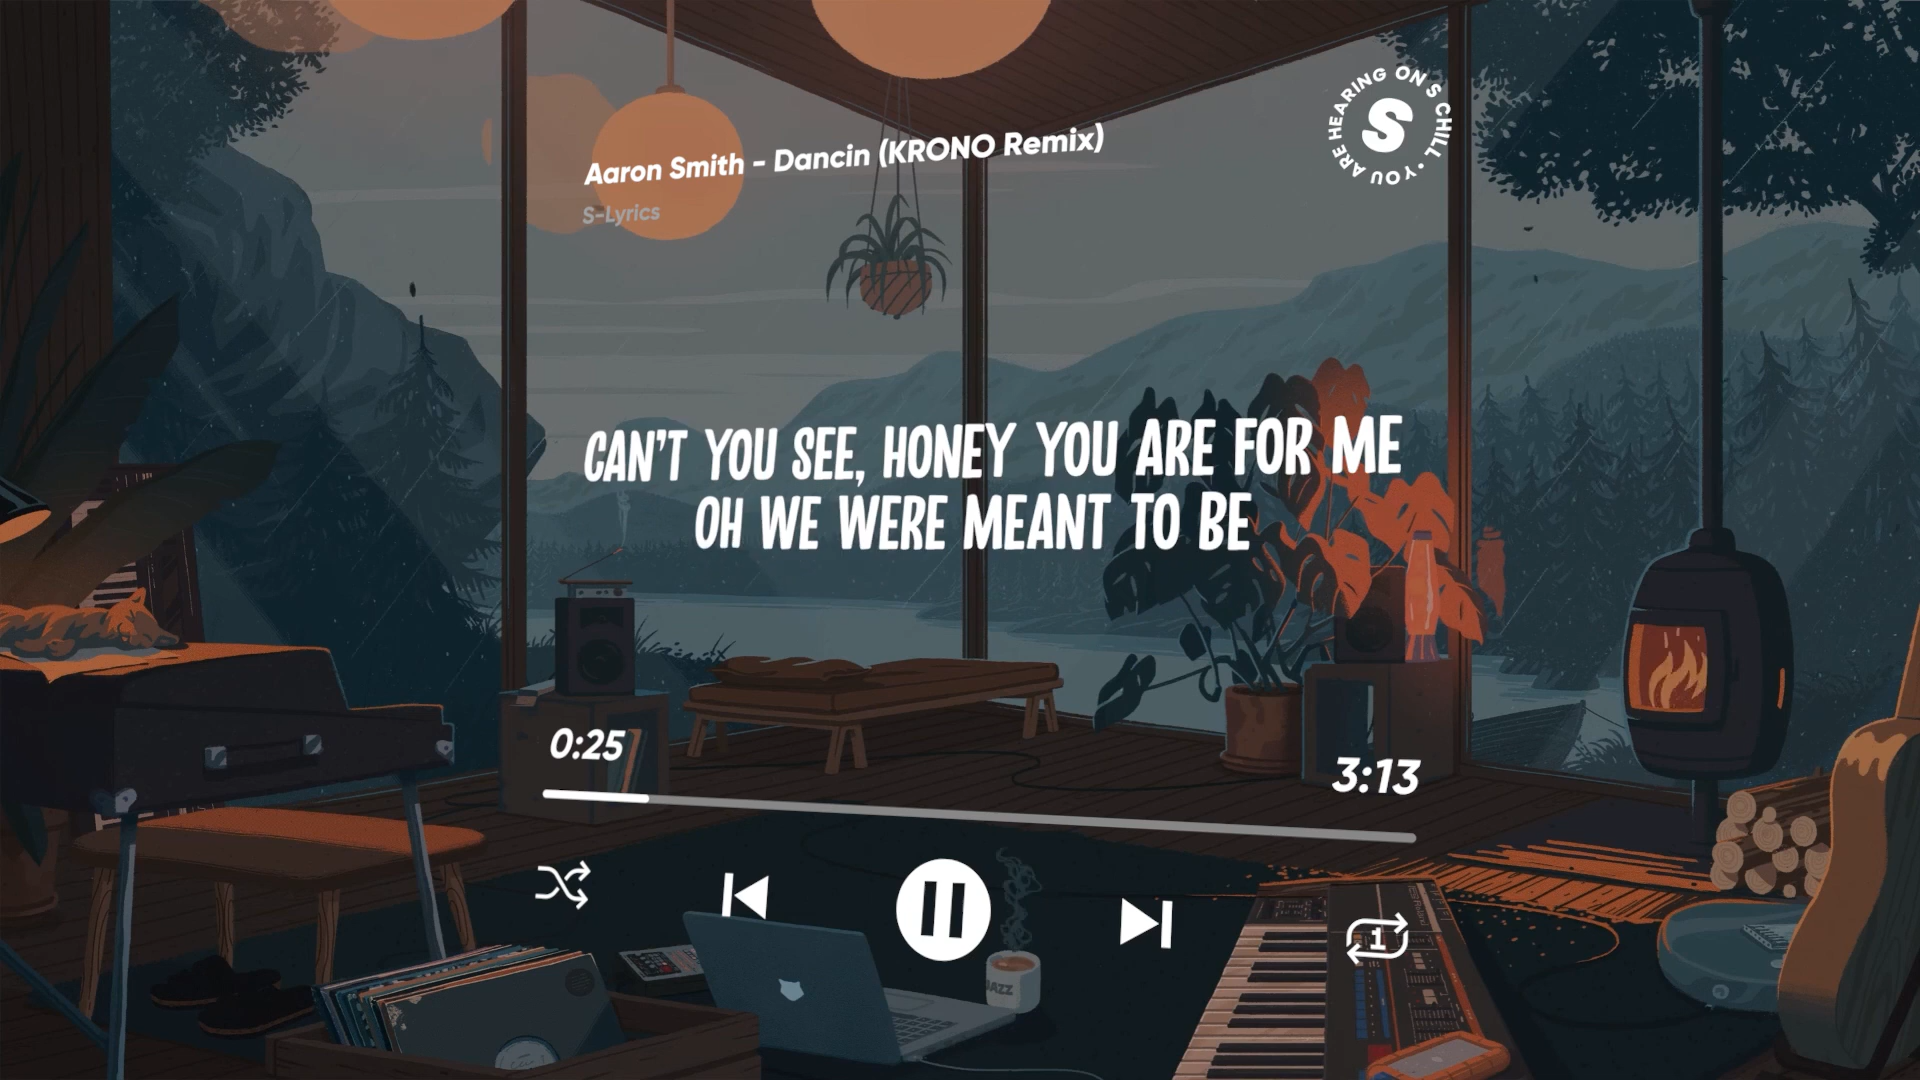 Aaron Smith - Dancin (KRONO Remix)
S-Lyrics
YOU ARE HEARING ON S CHILL •
S
CAN'T YOU SEE, HONEY YOU ARE FOR ME
OH WE WERE MEANT TO BE
0:25
3:13
1
JAZZ